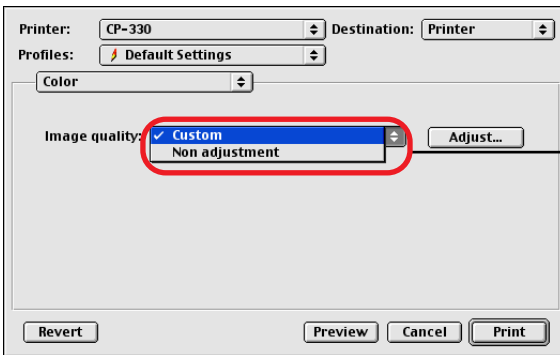 Printer: CP-330 Destination: Printer
Profiles: Default Settings
Color
Image quality: ✓ Custom Adjust...
Non adjustment
Revert Preview Cancel Print